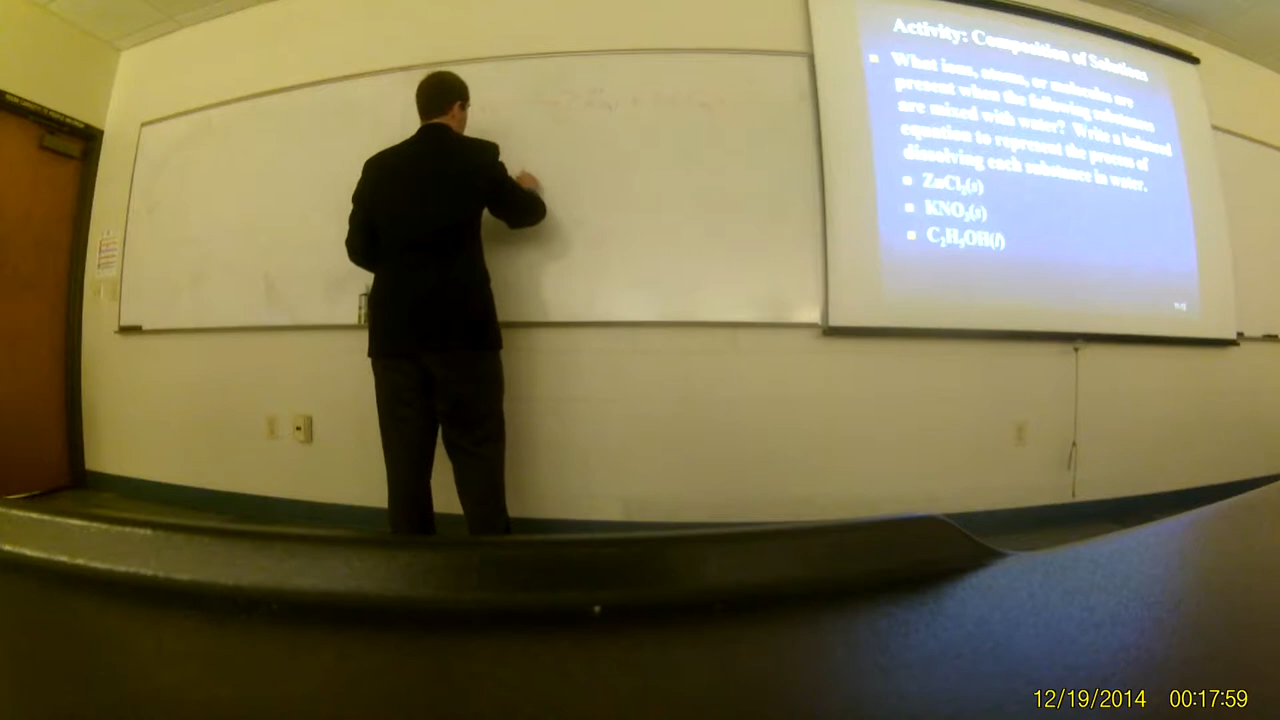 Activity: Composition of Solutions
▪ What ions, atoms, or molecules are
present when the following substances
are mixed with water? Write a balanced
equation to represent the process of
dissolving each substance in water.
▪ ZnCl₂(s)
▪ KNO₃(s)
▪ C₂H₅OH(l)
12/19/2014 00:17:59